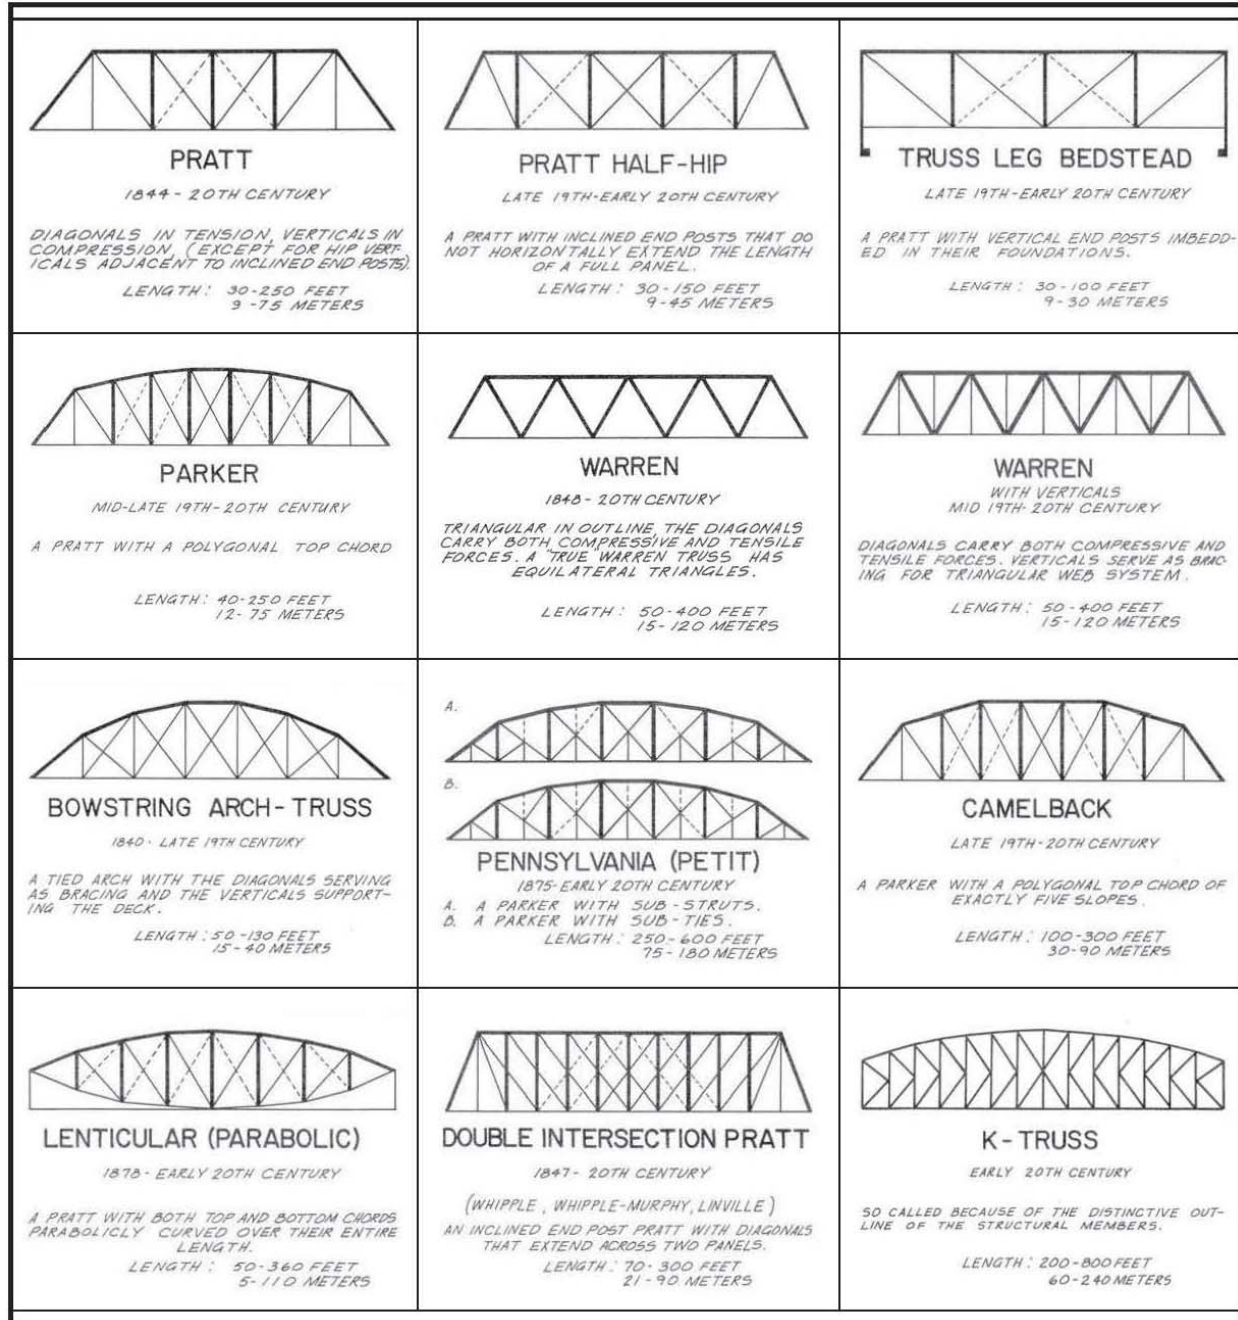 PRATT
1844 - 20TH CENTURY
DIAGONALS IN TENSION, VERTICALS IN
COMPRESSION, (EXCEPT FOR HIP VERT-
ICALS ADJACENT TO INCLINED END POSTS).
LENGTH: 30-250 FEET
9-75 METERS
PRATT HALF-HIP
LATE 19TH-EARLY 20TH CENTURY
A PRATT WITH INCLINED END POSTS THAT DO
NOT HORIZONTALLY EXTEND THE LENGTH
OF A FULL PANEL.
LENGTH: 30-150 FEET
9-45 METERS
TRUSS LEG BEDSTEAD
LATE 19TH-EARLY 20TH CENTURY
A PRATT WITH VERTICAL END POSTS IMBEDD-
ED IN THEIR FOUNDATIONS.
LENGTH: 30-100 FEET
9-30 METERS
PARKER
MID-LATE 19TH-20TH CENTURY
A PRATT WITH A POLYGONAL TOP CHORD
LENGTH: 40-250 FEET
12-75 METERS
WARREN
1848-20TH CENTURY
TRIANGULAR IN OUTLINE, THE DIAGONALS
CARRY BOTH COMPRESSIVE AND TENSILE
FORCES. A "TRUE" WARREN TRUSS HAS
EQUILATERAL TRIANGLES.
LENGTH: 50-400 FEET
15-120 METERS
WARREN
WITH VERTICALS
MID 19TH-20TH CENTURY
DIAGONALS CARRY BOTH COMPRESSIVE AND
TENSILE FORCES. VERTICALS SERVE AS BRAC-
ING FOR TRIANGULAR WEB SYSTEM.
LENGTH: 50-400 FEET
15-120 METERS
BOWSTRING ARCH-TRUSS
1840-LATE 19TH CENTURY
A TIED ARCH WITH THE DIAGONALS SERVING
AS BRACING AND THE VERTICALS SUPPORT-
ING THE DECK.
LENGTH: 50-130 FEET
15-40 METERS
A.
B.
PENNSYLVANIA (PETIT)
1875-EARLY 20TH CENTURY
A. A PARKER WITH SUB-STRUTS.
B. A PARKER WITH SUB-TIES.
LENGTH: 250-600 FEET
75-180 METERS
CAMELBACK
LATE 19TH-20TH CENTURY
A PARKER WITH A POLYGONAL TOP CHORD OF
EXACTLY FIVE SLOPES.
LENGTH: 100-300 FEET
30-90 METERS
LENTICULAR (PARABOLIC)
1878-EARLY 20TH CENTURY
A PRATT WITH BOTH TOP AND BOTTOM CHORDS
PARABOLICLY CURVED OVER THEIR ENTIRE
LENGTH.
LENGTH: 50-360 FEET
5-110 METERS
DOUBLE INTERSECTION PRATT
1847-20TH CENTURY
(WHIPPLE, WHIPPLE-MURPHY, LINVILLE)
AN INCLINED END POST PRATT WITH DIAGONALS
THAT EXTEND ACROSS TWO PANELS.
LENGTH: 70-300 FEET
21-90 METERS
K-TRUSS
EARLY 20TH CENTURY
SO CALLED BECAUSE OF THE DISTINCTIVE OUT-
LINE OF THE STRUCTURAL MEMBERS.
LENGTH: 200-800 FEET
60-240 METERS